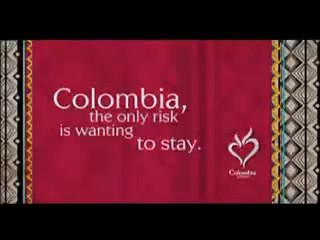 Colombia,
the only risk
is wanting
to stay.
Colombia